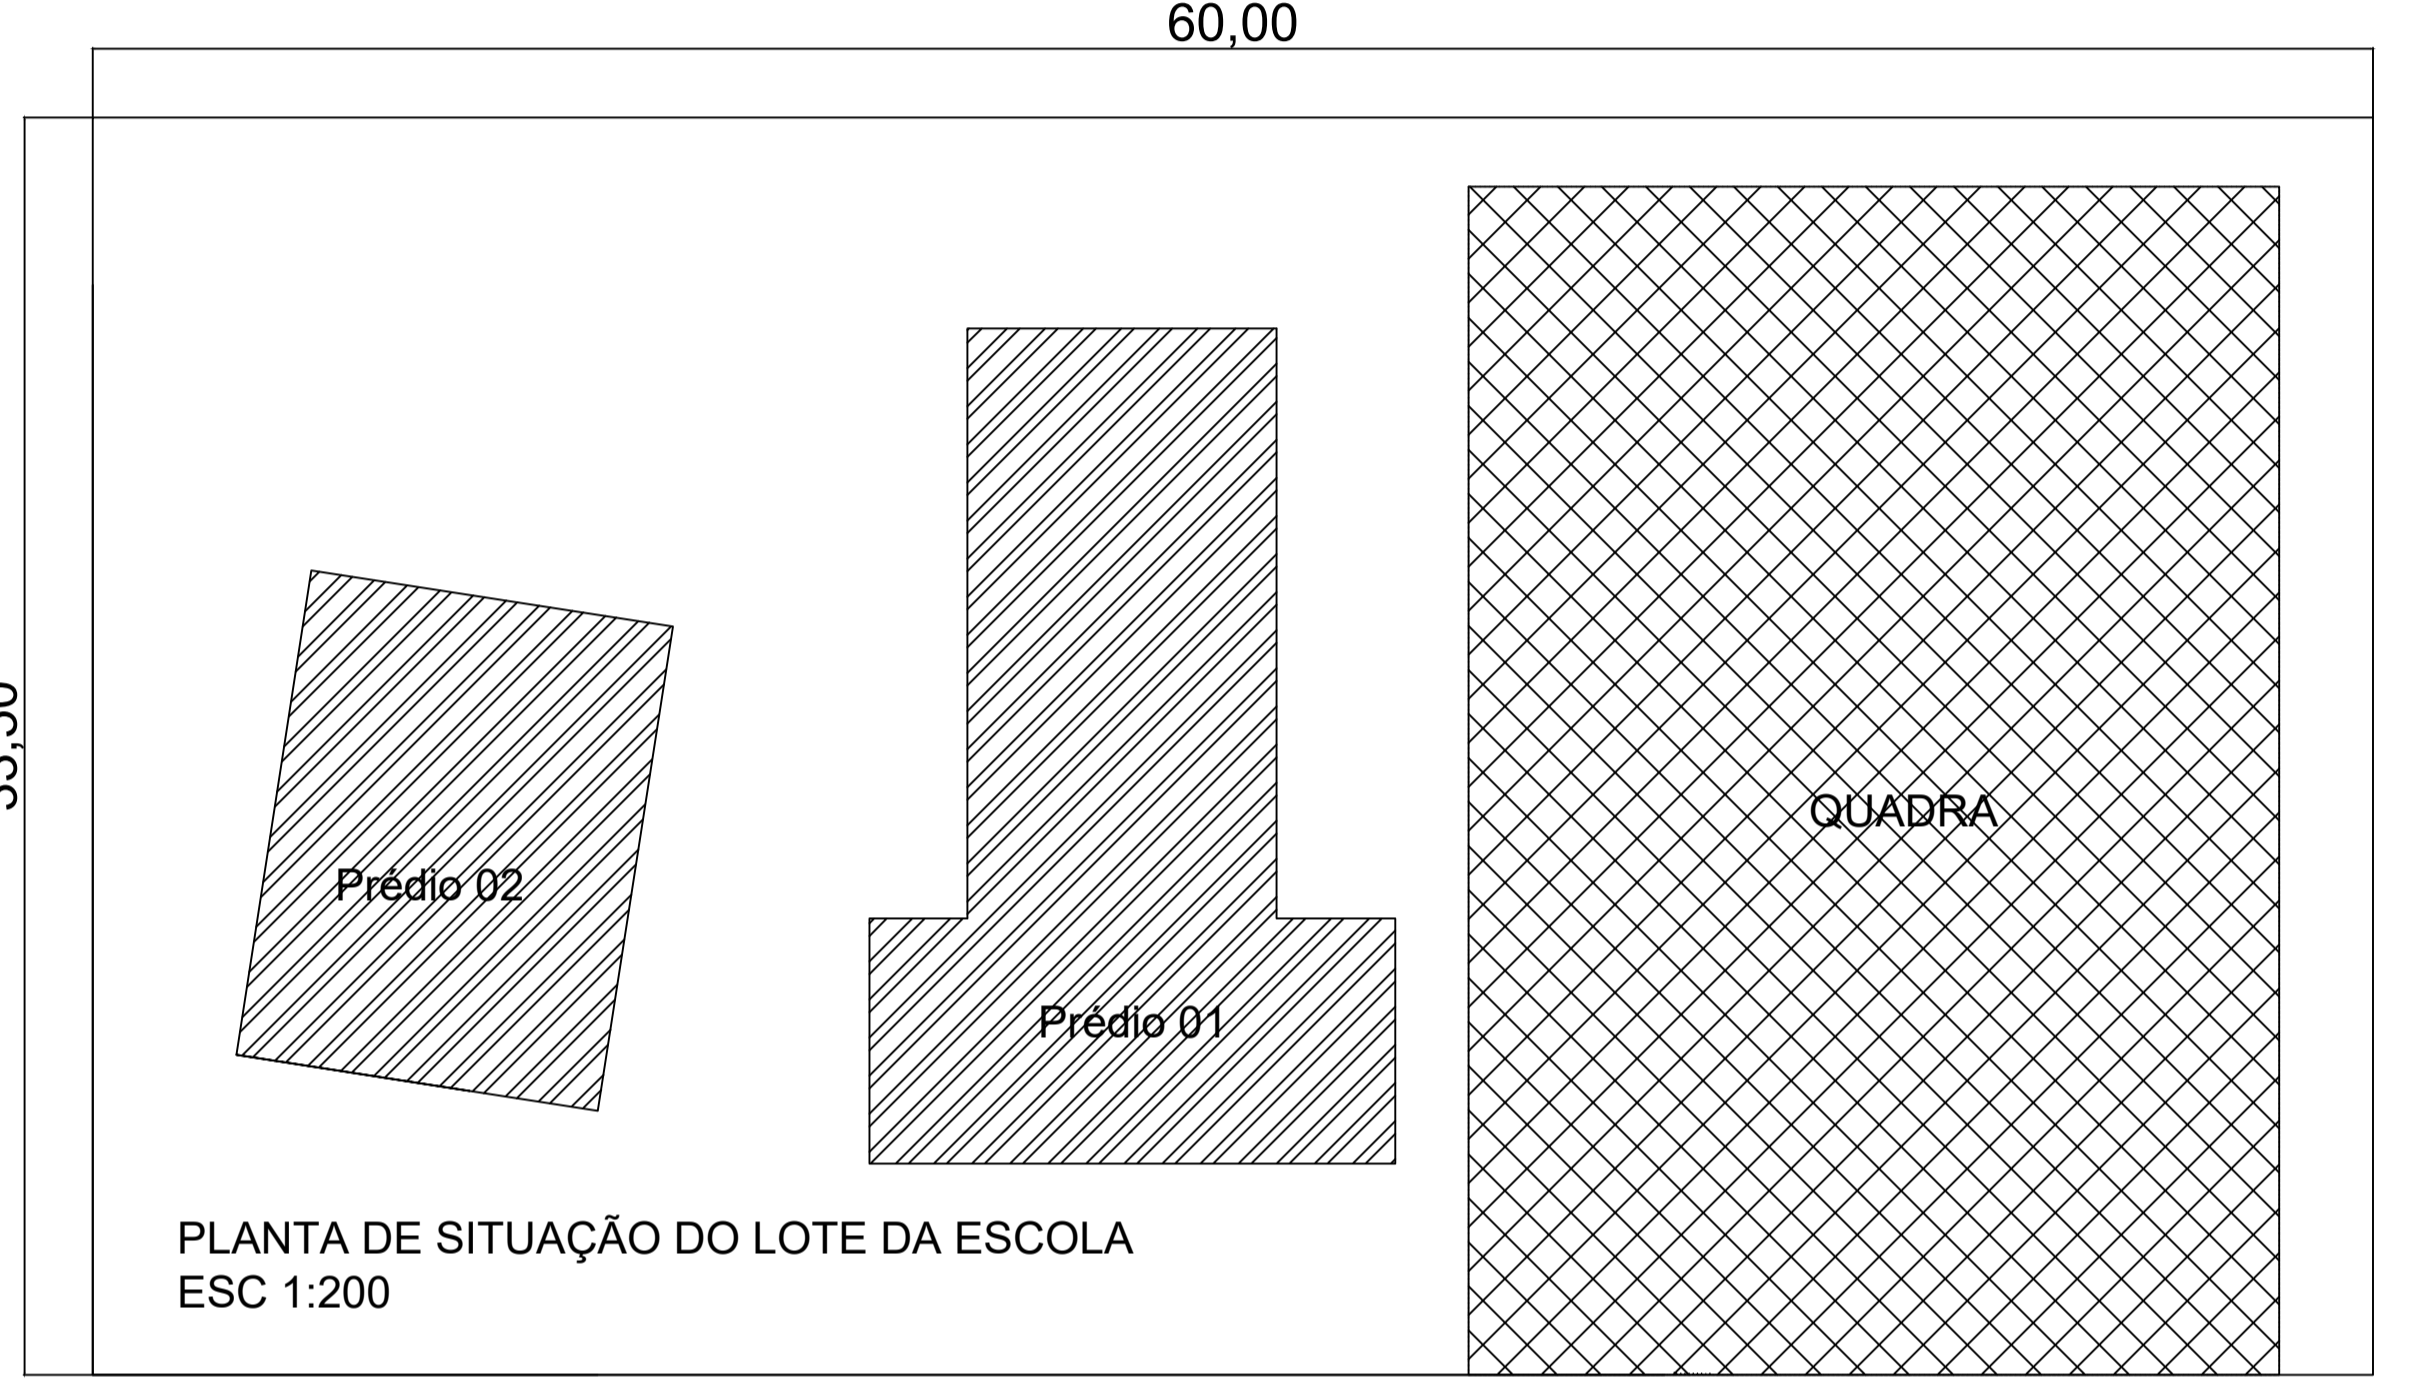 60,00
Prédio 02
QUADRA
Prédio 01
PLANTA DE SITUAÇÃO DO LOTE DA ESCOLA
ESC 1:200